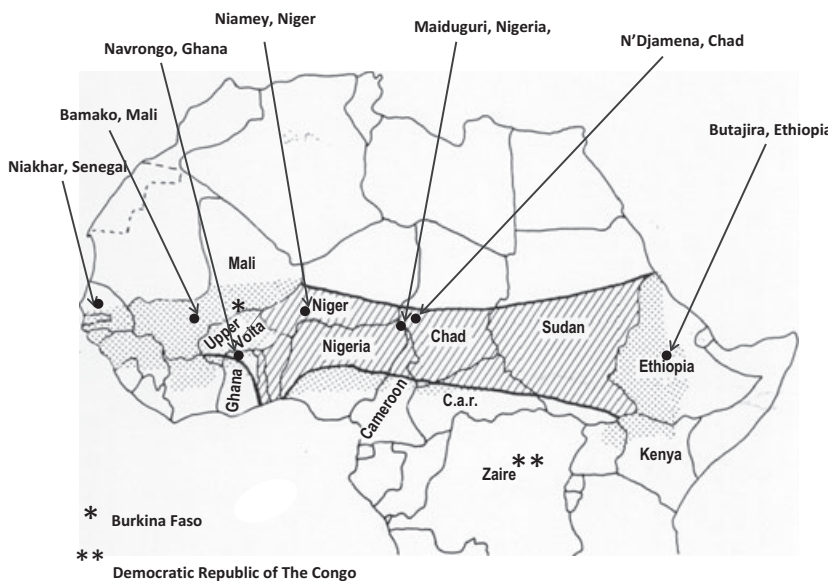 Niamey, Niger
Navrongo, Ghana
Maiduguri, Nigeria,
N'Djamena, Chad
Bamako, Mali
Butajira, Ethiopia
Niakhar, Senegal
Mali
*
Niger
Upper
Volta
Nigeria
Chad
Sudan
Ethiopia
Ghana
Cameroon
C.a.r.
Zaire **
Kenya
* Burkina Faso
** Democratic Republic of The Congo